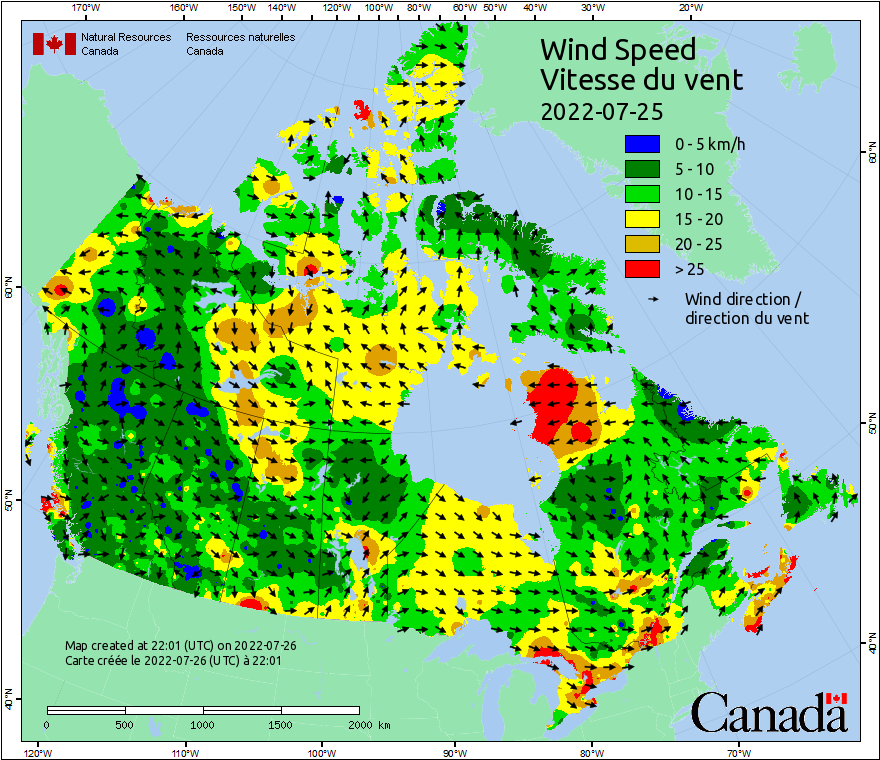 170°W 160°W 150°W 140°W 120°W 100°W 80°W 60°W 50°W 40°W 30°W 20°W
Natural Resources Ressources naturelles
Canada Canada
Wind Speed
Vitesse du vent
2022-07-25
0 - 5 km/h
5 - 10
10 - 15
15 - 20
20 - 25
> 25
Wind direction /
direction du vent
60°N
60°N
50°N
50°N
40°N
40°N
Map created at 22:01 (UTC) on 2022-07-26
Carte créée le 2022-07-26 (UTC) à 22:01
0 500 1000 1500 2000 km
Canada
120°W 110°W 100°W 90°W 80°W 70°W